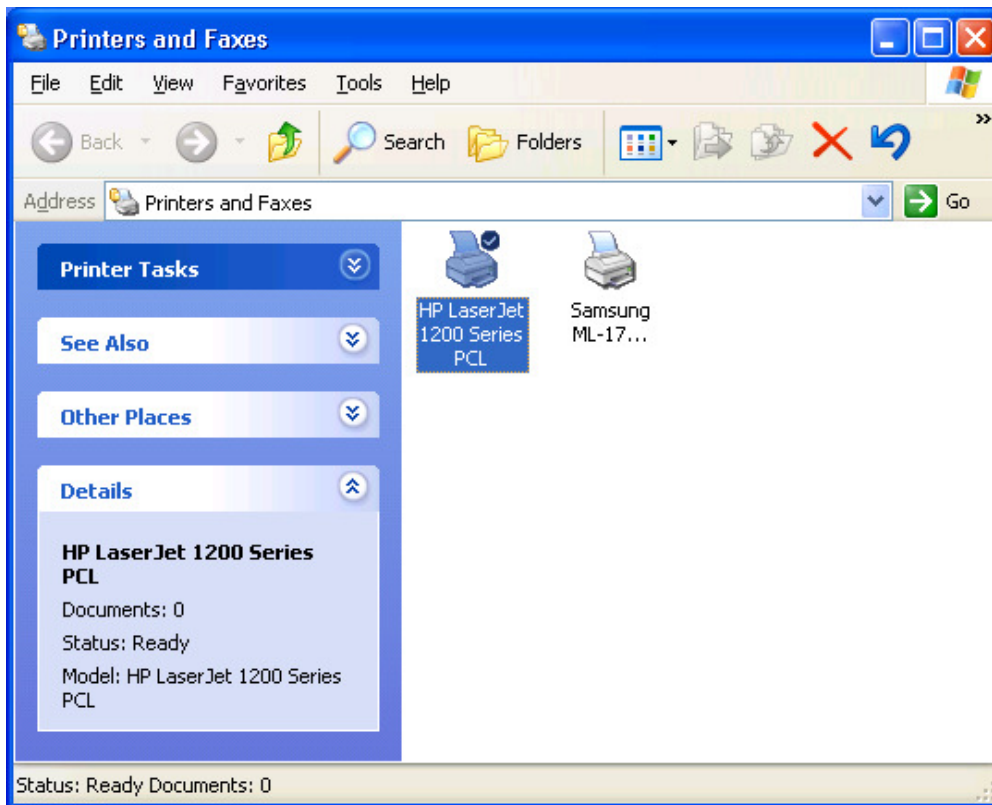 Printers and Faxes
File Edit View Favorites Tools Help
Back Search Folders »
Address Printers and Faxes Go
Printer Tasks
See Also
Other Places
Details
HP LaserJet 1200 Series
PCL
Documents: 0
Status: Ready
Model: HP LaserJet 1200 Series
PCL
HP LaserJet
1200 Series
PCL
Samsung
ML-17...
Status: Ready Documents: 0